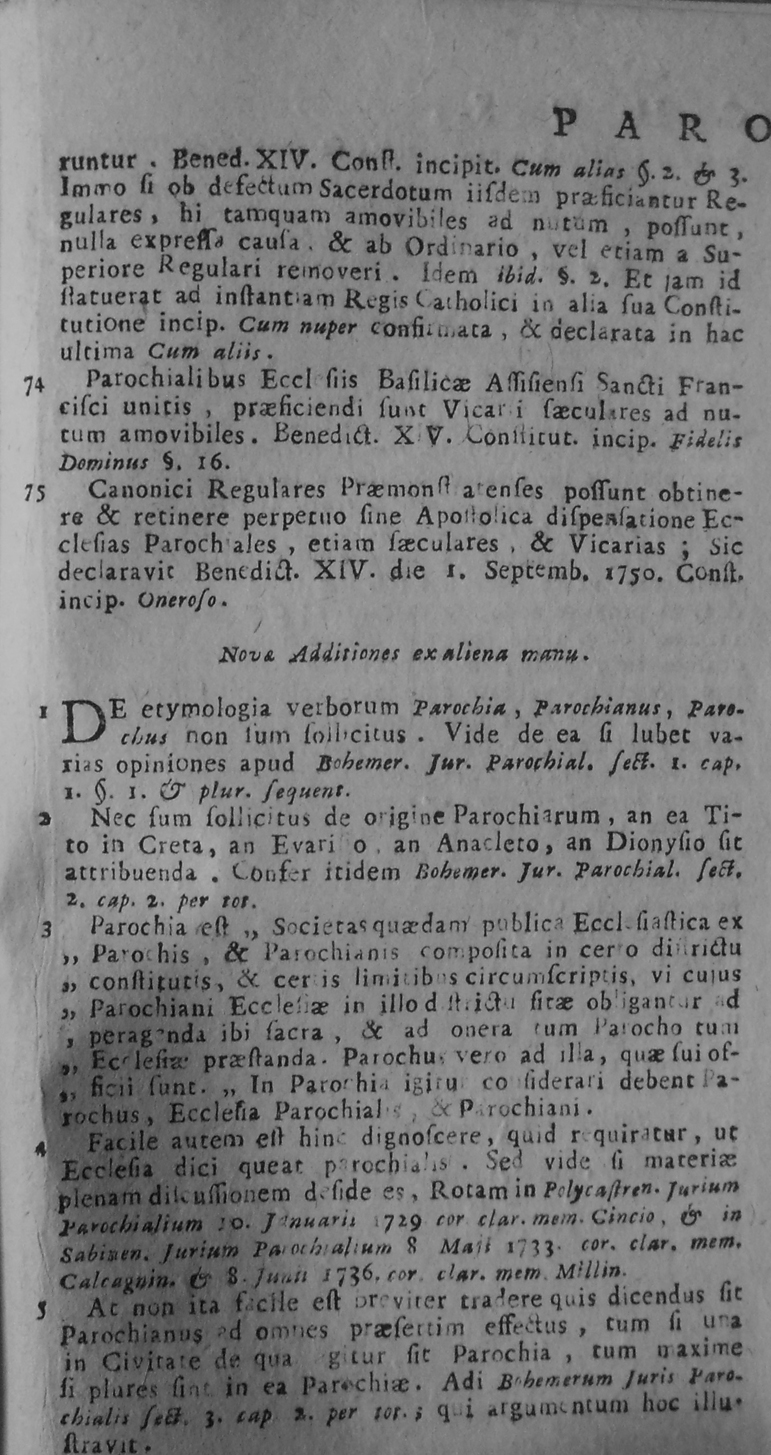 PARO
runtur . Bened. XIV. Conſt. incipit. Cum alias §. 2. & 3.
Immo ſi ob defectum Sacerdotum iiſdem præficiantur Re-
gulares , hi tamquam amovibiles ad nutum , poſſunt ,
nulla expreſſa cauſa , & ab Ordinario , vel etiam a Su-
periore Regulari removeri . Idem ibid. §. 2. Et jam id
ſtatuerat ad inſtantiam Regis Catholici in alia ſua Conſti-
tutione incip. Cum nuper confirmata , & declarata in hac
ultima Cum aliis .
74 Parochialibus Eccleſiis Baſilicæ Aſſiſienſi Sancti Fran-
ciſci unitis , præficiendi ſunt Vicarii ſæculares ad nu-
tum amovibiles . Benedict. XIV. Conſtitut. incip. Fidelis
Dominus §. 16.
75 Canonici Regulares Præmonſtratenſes poſſunt obtine-
re & retinere perpetuo ſine Apoſtolica diſpenſatione Ec-
cleſias Parochiales , etiam ſæculares , & Vicarias ; Sic
declaravit Benedict. XIV. die 1. Septemb. 1750. Conſt.
incip. Oneroſo .
Novæ Additiones ex aliena manu .
1 DE etymologia verborum Parochia , Parochianus , Paro-
chus non ſum ſollicitus . Vide de ea ſi lubet va-
rias opiniones apud Bohemer. Jur. Parochial. ſect. 1. cap.
1. §. 1. & plur. ſequent.
2 Nec ſum ſollicitus de origine Parochiarum , an ea Ti-
to in Creta , an Evariſto , an Anacleto , an Dionyſio ſit
attribuenda . Confer itidem Bohemer. Jur. Parochial. ſect.
2. cap. 2. per tot.
3 Parochia eſt „ Societas quædam publica Eccleſiaſtica ex
„ Parochis , & Parochianis compoſita in certo diſtrictu
„ conſtitutis , & certis limitibus circumſcriptis , vi cujus
„ Parochiani Eccleſiæ in illo diſtrictu ſitæ obligantur ad
„ peragenda ibi ſacra , & ad onera tum Parocho tum
„ Eccleſiæ præſtanda . Parochus vero ad illa , quæ ſui of-
„ ficii ſunt . „ In Parochia igitur conſiderari debent Pa-
rochus , Eccleſia Parochialis , & Parochiani .
4 Facile autem eſt hinc dignoſcere , quid requiratur , ut
Eccleſia dici queat parochialis . Sed vide ſi materiæ
plenam diſcuſſionem deſideres , Rotam in Polycaſtren. Jurium
Parochialium 10. Januarii 1729 cor clar. mem. Cincio , & in
Sabinen. Jurium Parochialium 8 Maji 1733. cor. clar. mem.
Calcagnin. & 8. Junii 1736. cor. clar. mem. Millin.
5 At non ita facile eſt breviter tradere quis dicendus ſit
Parochianus ad omnes præſertim effectus , tum ſi una
in Civitate de qua agitur ſit Parochia , tum maxime
ſi plures ſint in ea Parochiæ . Adi Bohemerum Juris Paro-
chialis ſect. 3. cap 2. per tot. ; qui argumentum hoc illu-
ſtravit .